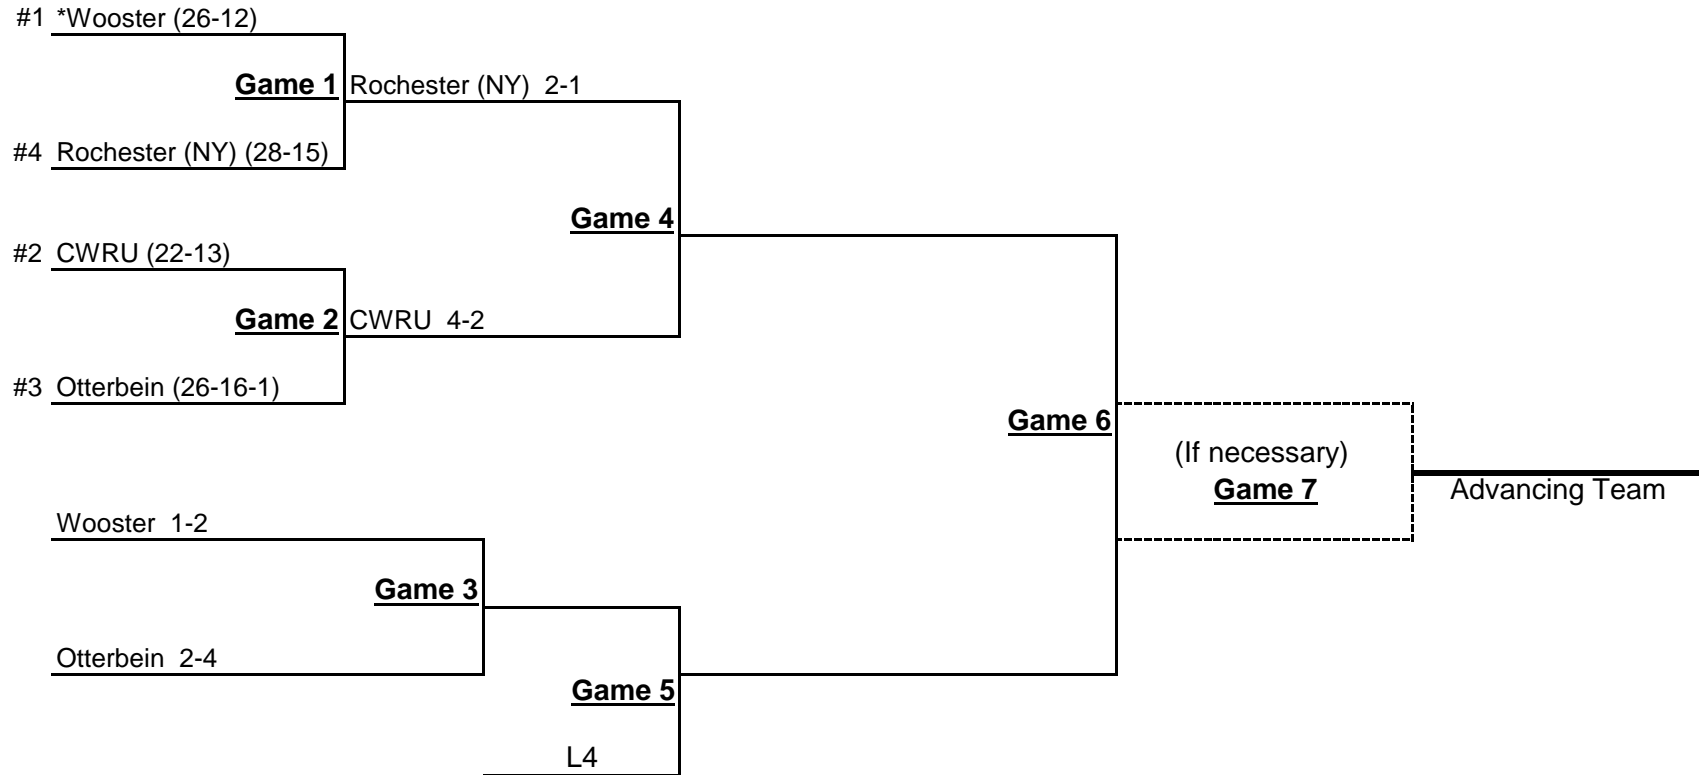 #1 *Wooster (26-12)
Game 1 Rochester (NY) 2-1
#4 Rochester (NY) (28-15)
Game 4
#2 CWRU (22-13)
Game 2 CWRU 4-2
#3 Otterbein (26-16-1)
Game 6
(If necessary)
Game 7
Advancing Team
Wooster 1-2
Game 3
Otterbein 2-4
Game 5
L4